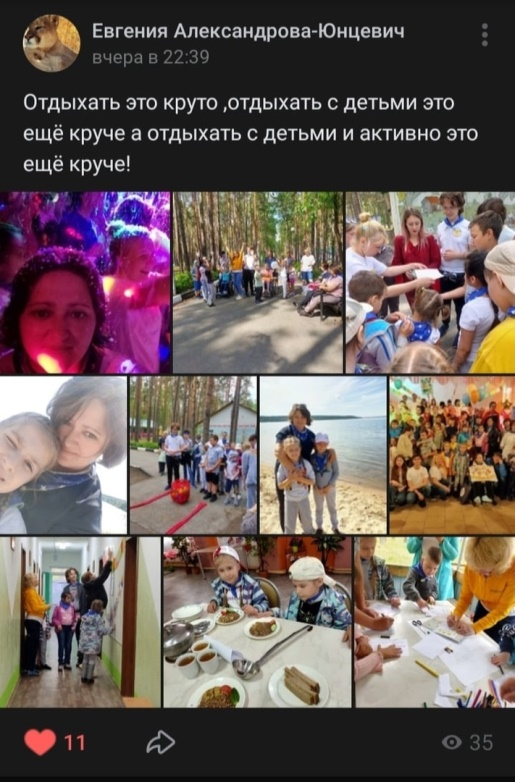 Евгения Александрова-Юнцевич
вчера в 22:39
Отдыхать это круто ,отдыхать с детьми это
ещё круче а отдыхать с детьми и активно это
ещё круче!
11
35